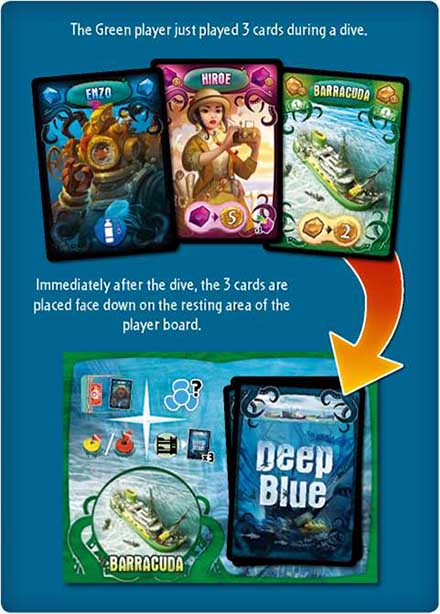 The Green player just played 3 cards during a dive.
ENZO
HIROE
BARRACUDA
5
x1
2
Immediately after the dive, the 3 cards are
placed face down on the resting area of the
player board.
?
x3
Deep
Blue
BARRACUDA